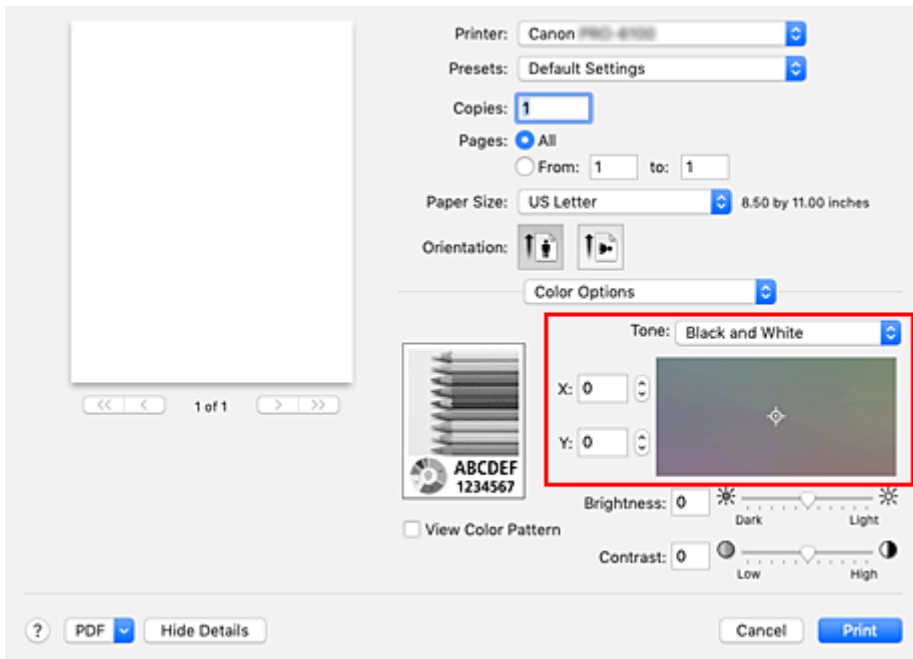 Printer: Canon
Presets: Default Settings
Copies: 1
Pages: All
From: 1 to: 1
Paper Size: US Letter 8.50 by 11.00 inches
Orientation:
Color Options
Tone: Black and White
X: 0
Y: 0
<< < 1 of 1 > >>
ABCDEF
1234567
Brightness: 0
Dark Light
View Color Pattern
Contrast: 0
Low High
? PDF Hide Details Cancel Print